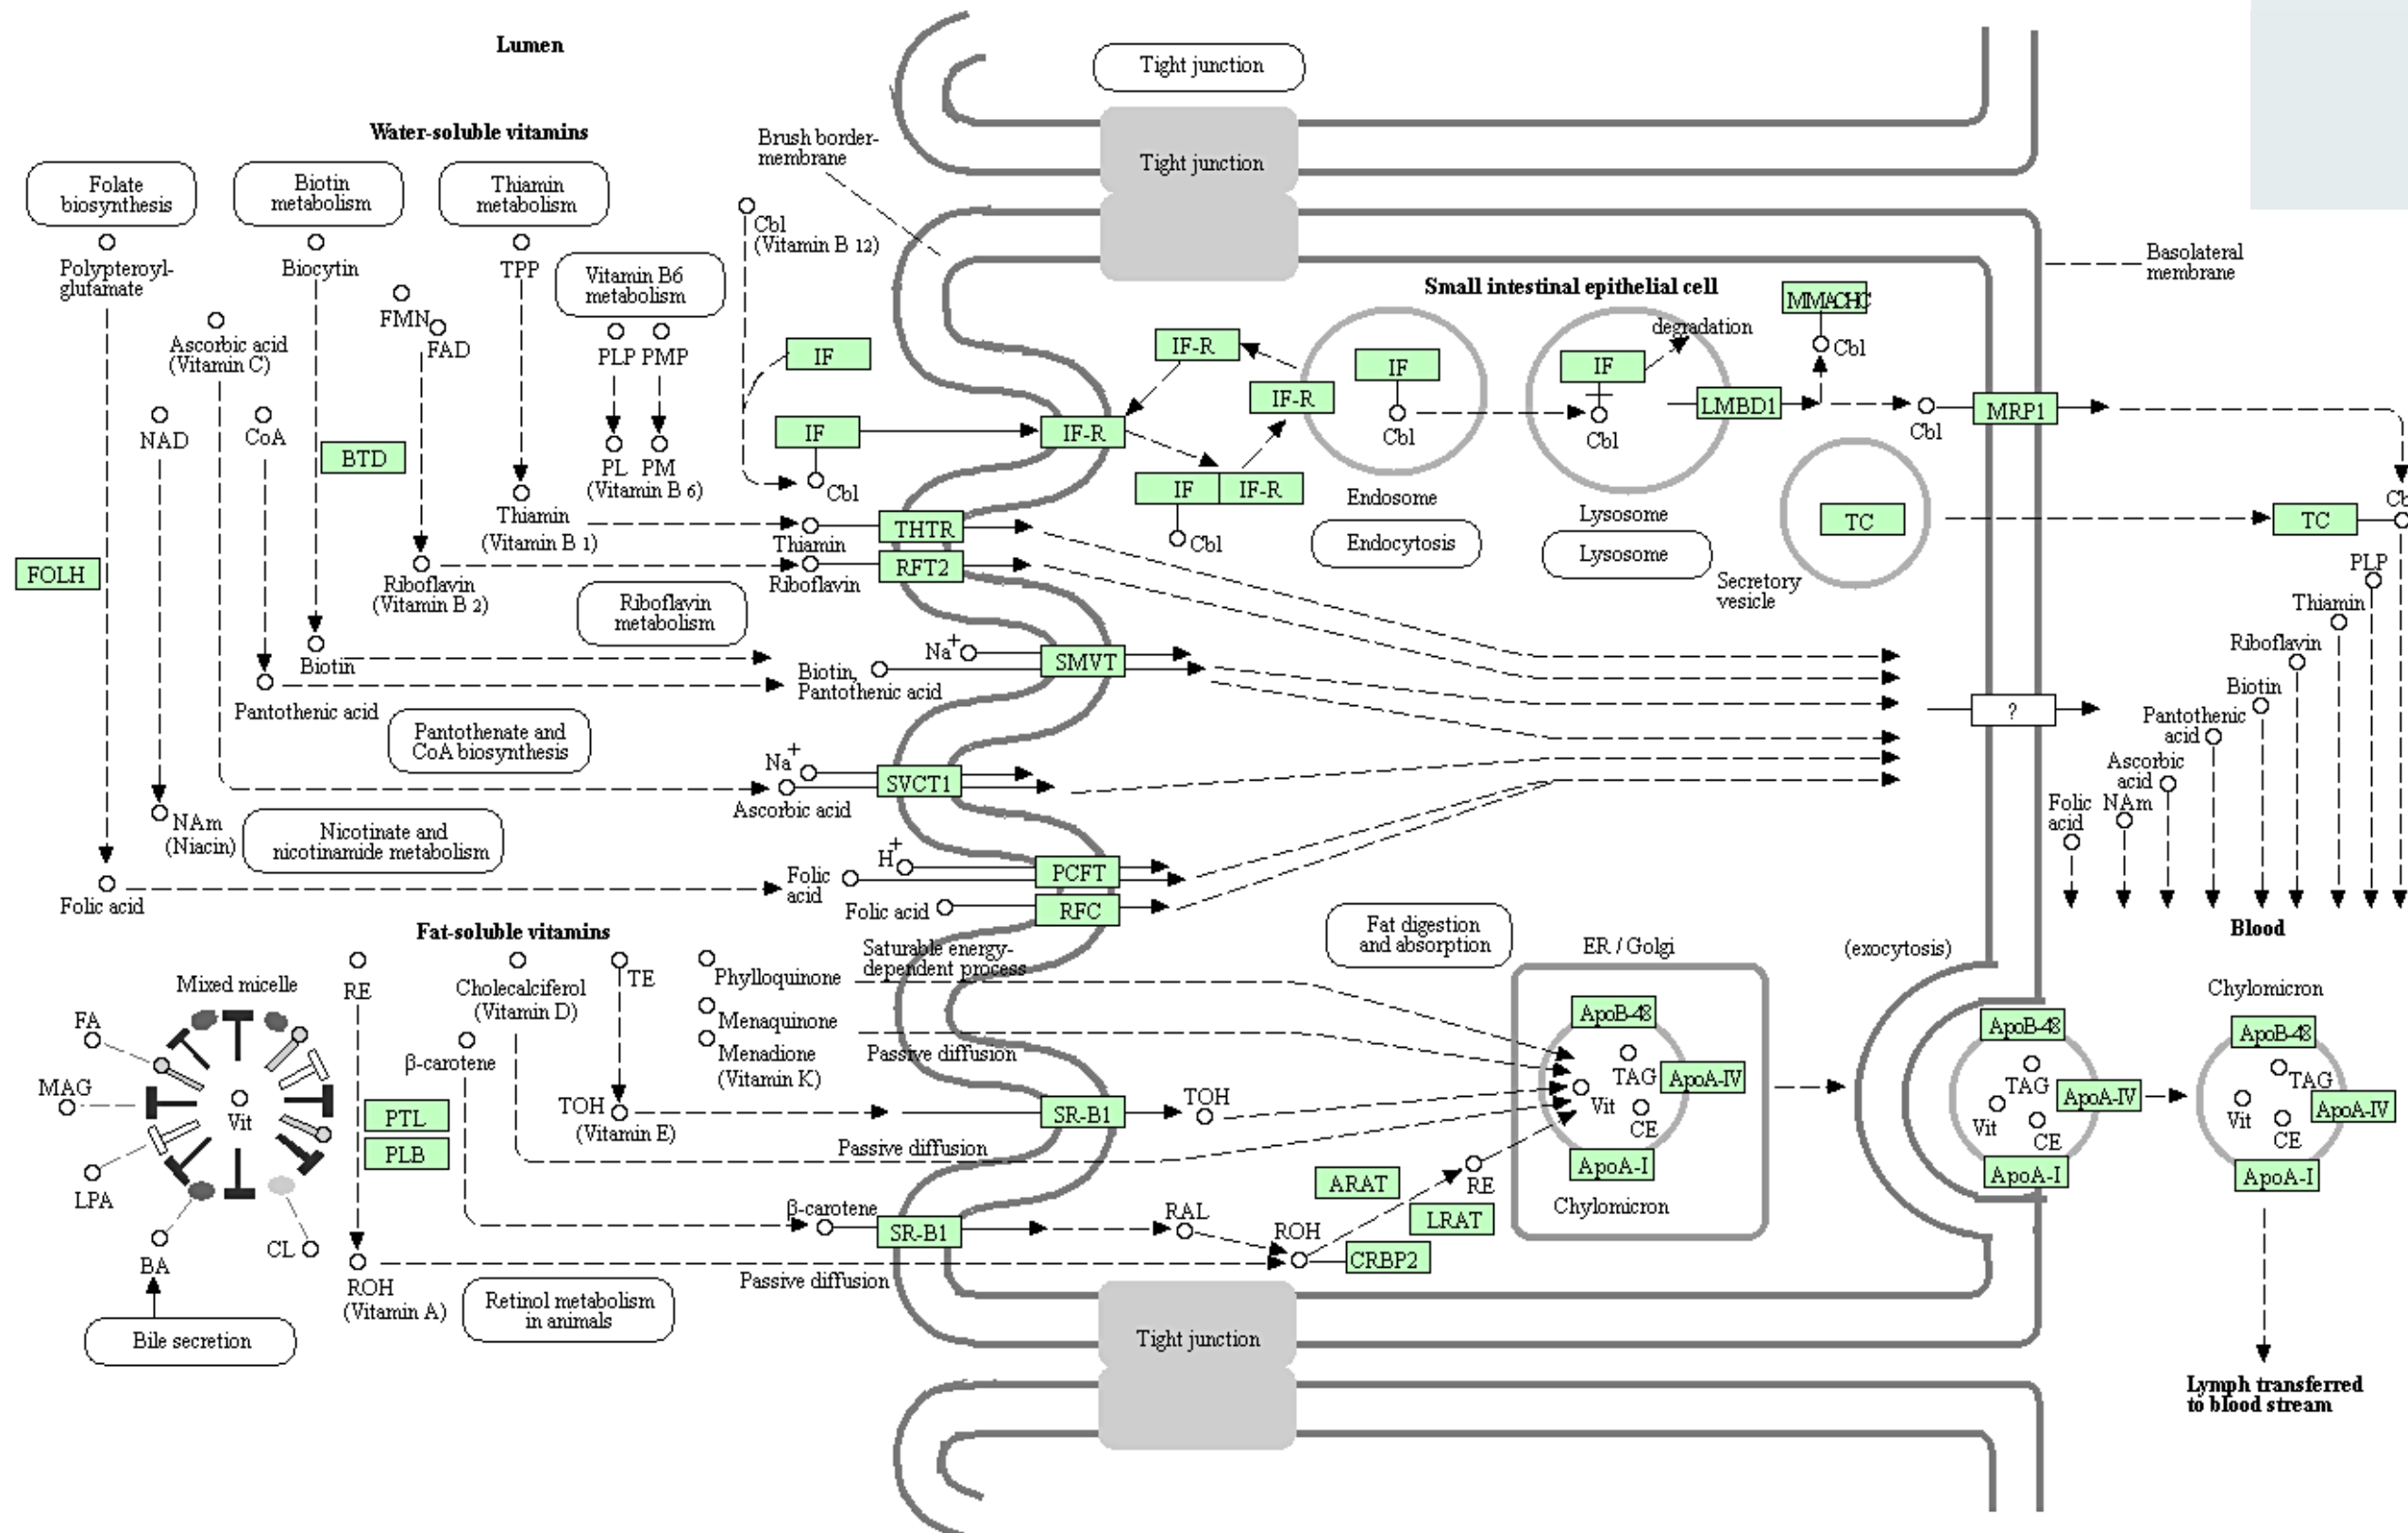 Lumen
Tight junction
Water-soluble vitamins
Brush border-
membrane
Tight junction
Folate
biosynthesis
Biotin
metabolism
Thiamin
metabolism
Cbl
(Vitamin B 12)
Polypteroyl-
glutamate
Biocytin
TPP
Vitamin B6
metabolism
Basolateral
membrane
Small intestinal epithelial cell
MMACHC
FMN
FAD
Ascorbic acid
(Vitamin C)
PLP PMP
IF
IF-R
IF
degradation
IF
Cbl
IF-R
LMBD1
MRP1
NAD
CoA
BTD
PL PM
(Vitamin B 6)
IF
IF-R
Cbl
Cbl
Cbl
Cbl
IF
IF-R
Cbl
Endosome
Endocytosis
Lysosome
Lysosome
TC
Secretory
vesicle
TC
Thiamin
(Vitamin B 1)
Thiamin
THTR
FOLH
Riboflavin
(Vitamin B 2)
Riboflavin
RFT2
Riboflavin
metabolism
PLP
Thiamin
Riboflavin
Biotin
Pantothenic
acid
Ascorbic
acid
NAm
Folic
acid
Biotin
Na+
SMVT
Biotin,
Pantothenic acid
Pantothenic acid
Pantothenate and
CoA biosynthesis
?
Na+
SVCT1
Ascorbic acid
NAm
(Niacin)
Nicotinate and
nicotinamide metabolism
H+
PCFT
Folic
acid
Folic acid
Folic acid
RFC
Blood
Fat-soluble vitamins
Saturable energy-
dependent process
Fat digestion
and absorption
ER / Golgi
(exocytosis)
Mixed micelle
RE
Cholecalciferol
(Vitamin D)
TE
Phylloquinone
Menaquinone
Menadione
(Vitamin K)
Passive diffusion
Chylomicron
FA
MAG
Vit
LPA
BA
CL
β-carotene
PTL
PLB
TOH
(Vitamin E)
SR-B1
TOH
Passive diffusion
ApoB-48
TAG
ApoA-IV
Vit
CE
ApoA-I
Chylomicron
ApoB-48
TAG
ApoA-IV
Vit
CE
ApoA-I
ApoB-48
TAG
ApoA-IV
Vit
CE
ApoA-I
ARAT
RE
LRAT
β-carotene
SR-B1
RAL
ROH
CRBP2
Passive diffusion
ROH
(Vitamin A)
Retinol metabolism
in animals
Bile secretion
Tight junction
Lymph transferred
to blood stream